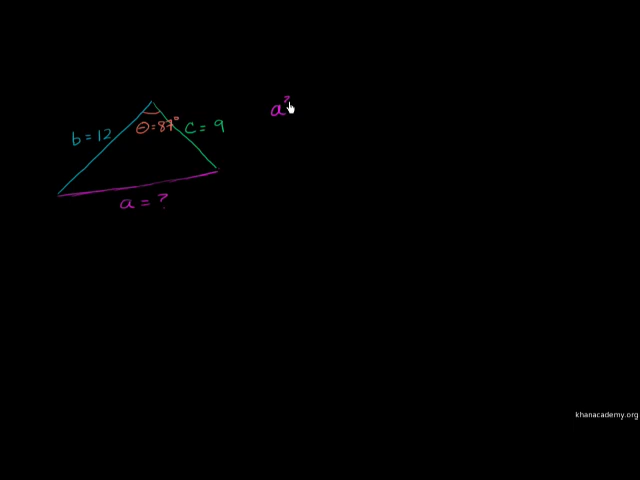 a²
b = 12
θ = 87°
c = 9
a = ?
khanacademy.org